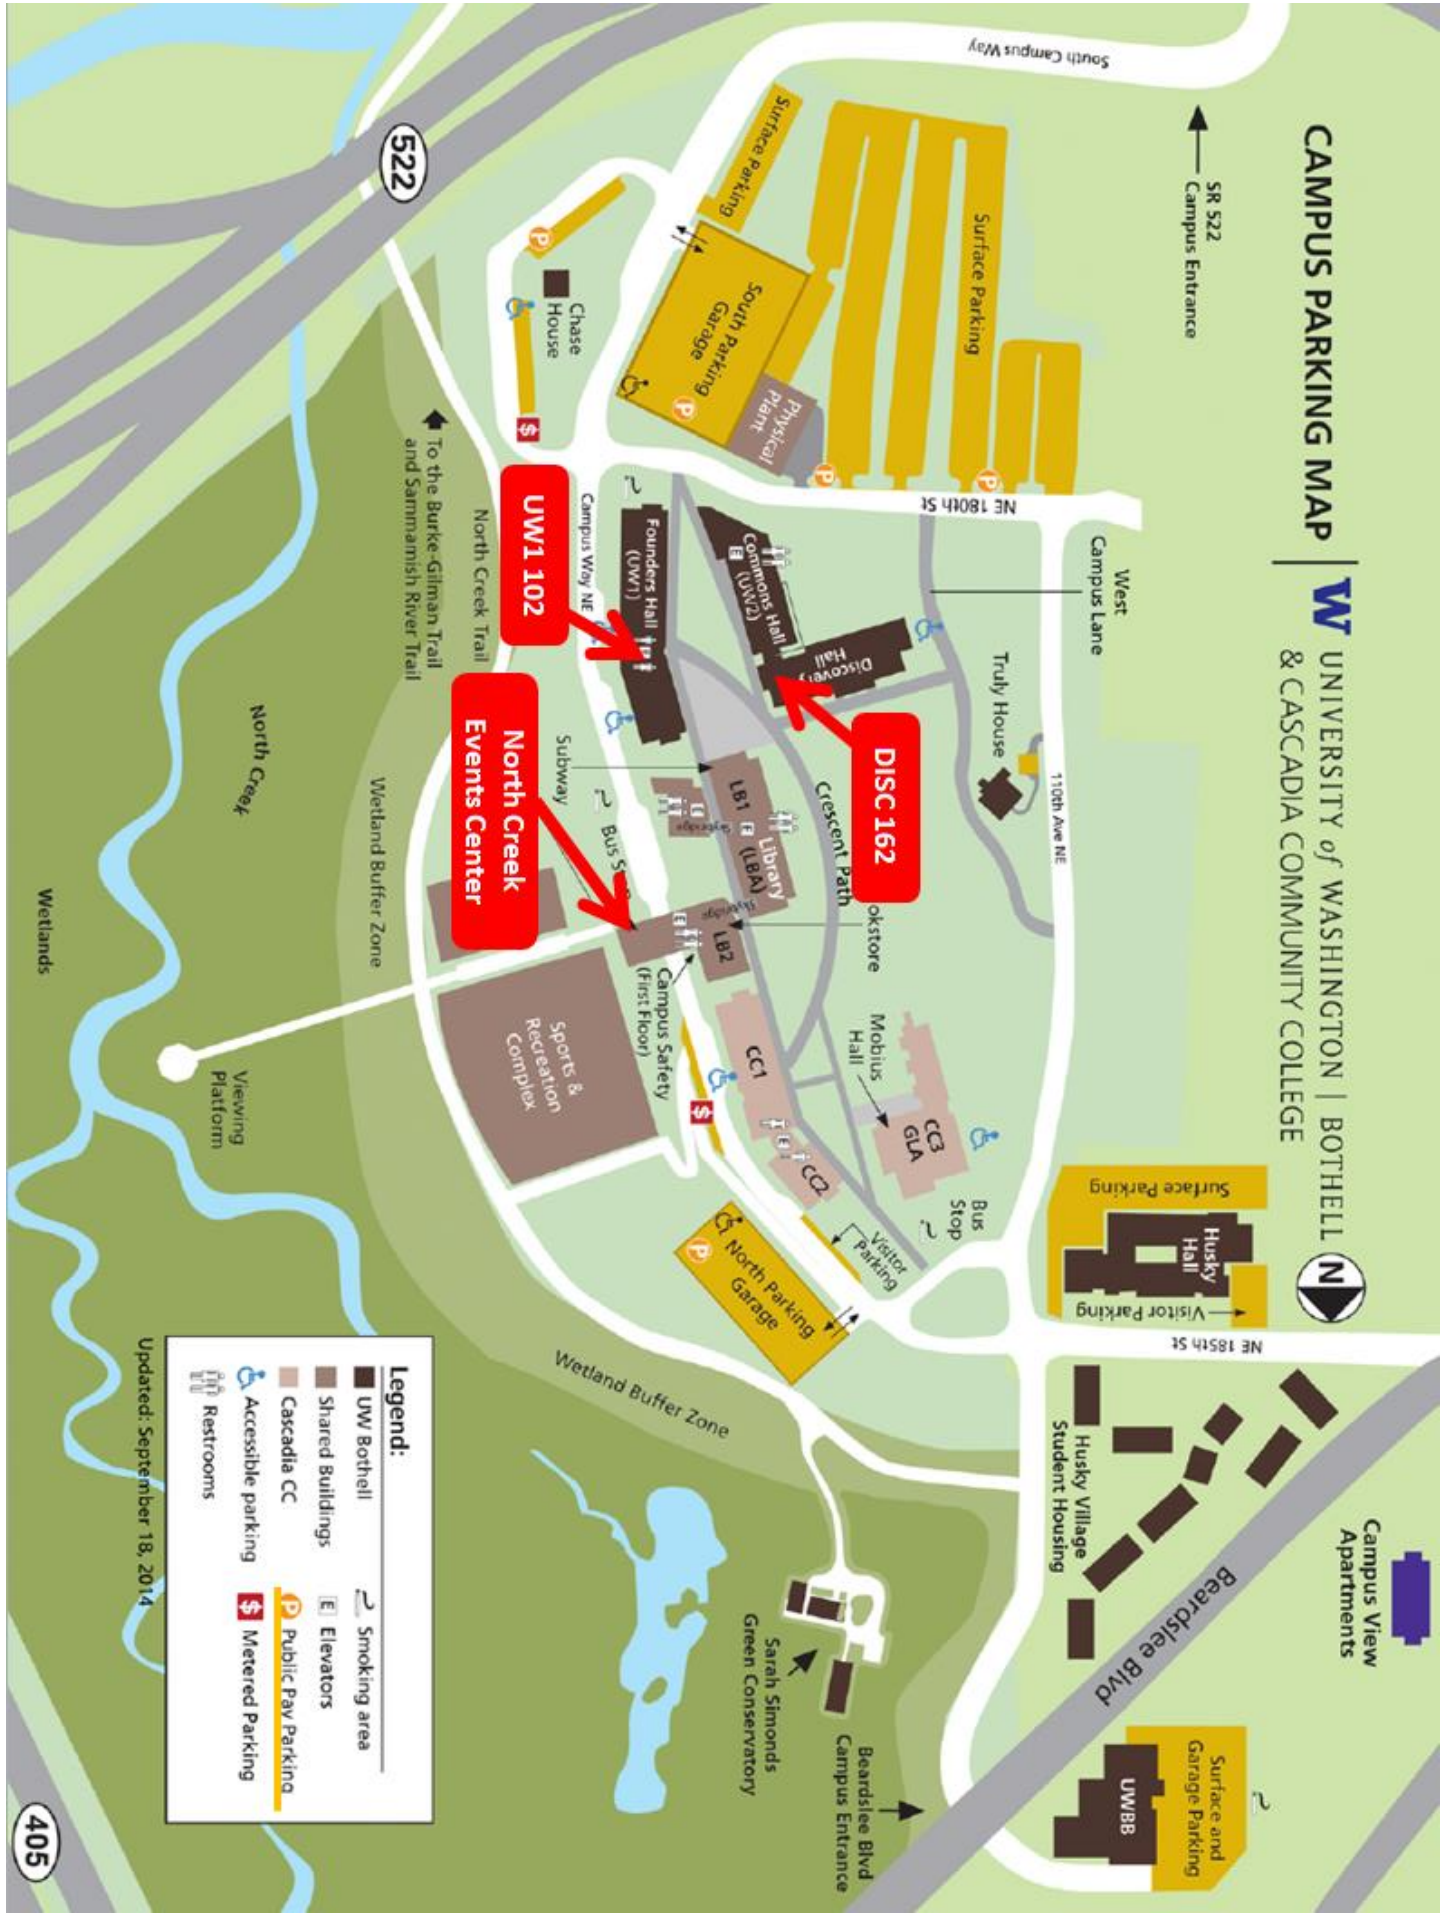 CAMPUS PARKING MAP
W
UNIVERSITY of WASHINGTON | BOTHELL
& CASCADIA COMMUNITY COLLEGE
N
SR 522
Campus Entrance
South Campus Way
Surface Parking
Surface Parking
South Parking
Garage
P
Physical
Plant
P
P
NE 180th St
West
Campus Lane
Truly House
110th Ave NE
522
P
Chase
House
$
To the Burke-Gilman Trail
and Sammamish River Trail
North Creek Trail
Campus Way NE
UW1 102
Founders Hall
(UW1)
Commons Hall
(UW2)
E
Discovery
Hall
DISC 162
North Creek
Events Center
Subway
Bus
LB1
E
E
Library
(LBA)
Skybridge
Skybridge
Crescent Path
okstore
LB2
E
Campus Safety
(First Floor)
Sports &
Recreation
Complex
Viewing
Platform
North Creek
Wetland Buffer Zone
Wetlands
CC1
$
E
CC2
Mobius
Hall
CC3
GLA
Bus
Stop
Visitor
Parking
North Parking
Garage
P
Surface Parking
Husky
Hall
Visitor Parking
NE 185th St
Wetland Buffer Zone
Husky Village
Student Housing
Campus View
Apartments
Beardslee Blvd
Sarah Simonds
Green Conservatory
Beardslee Blvd
Campus Entrance
Surface and
Garage Parking
UWBB
Legend:
UW Bothell
Shared Buildings
Cascadia CC
Accessible parking
Restrooms
Smoking area
E Elevators
P Public Pay Parking
$ Metered Parking
Updated: September 18, 2014
405